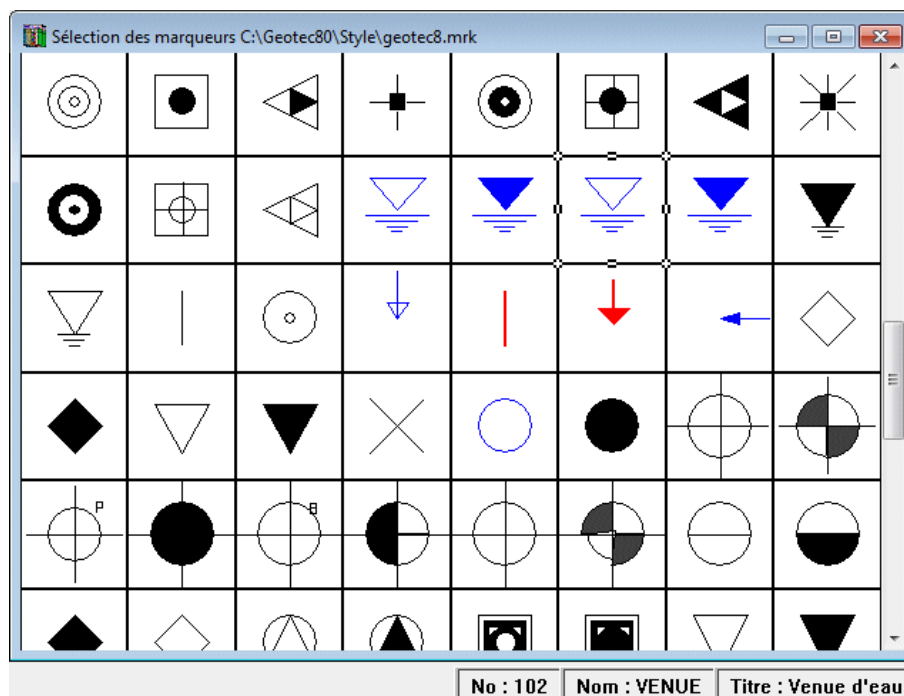 Sélection des marqueurs C:\Geotec80\Style\geotec8.mrk
P
B
No : 102 Nom : VENUE Titre : Venue d'eau